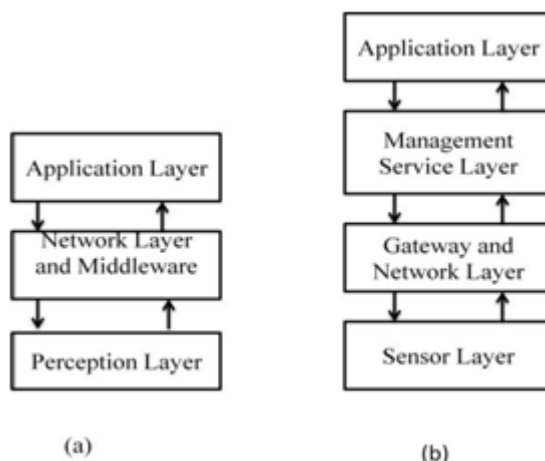 Application Layer
Network Layer
and Middleware
Perception Layer
(a)
Application Layer
Management
Service Layer
Gateway and
Network Layer
Sensor Layer
(b)